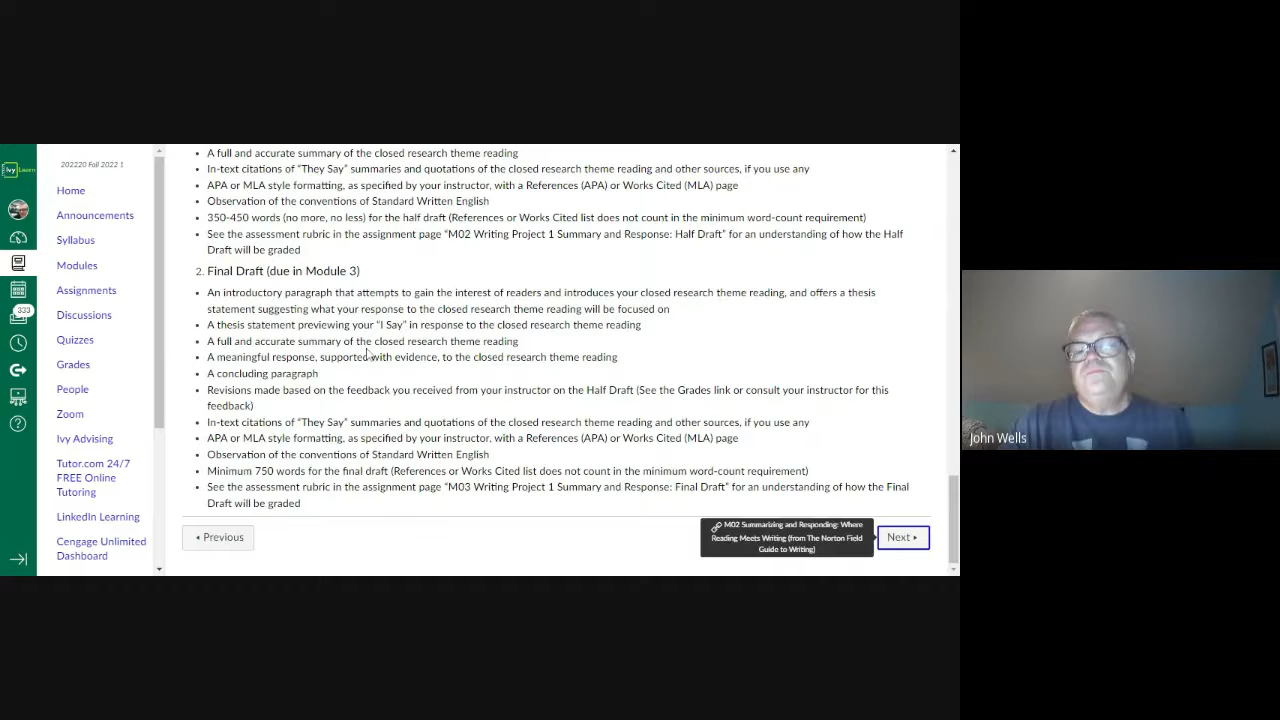 202220 Fall 2022 1
Ivy Learn
Home
Announcements
Syllabus
Modules
Assignments
Discussions
333
Quizzes
Grades
People
Zoom
Ivy Advising
Tutor.com 24/7
FREE Online
Tutoring
LinkedIn Learning
Cengage Unlimited
Dashboard
• A full and accurate summary of the closed research theme reading
• In-text citations of “They Say” summaries and quotations of the closed research theme reading and other sources, if you use any
• APA or MLA style formatting, as specified by your instructor, with a References (APA) or Works Cited (MLA) page
• Observation of the conventions of Standard Written English
• 350-450 words (no more, no less) for the half draft (References or Works Cited list does not count in the minimum word-count requirement)
• See the assessment rubric in the assignment page “M02 Writing Project 1 Summary and Response: Half Draft” for an understanding of how the Half
Draft will be graded
2. Final Draft (due in Module 3)
• An introductory paragraph that attempts to gain the interest of readers and introduces your closed research theme reading, and offers a thesis
statement suggesting what your response to the closed research theme reading will be focused on
• A thesis statement previewing your “I Say” in response to the closed research theme reading
• A full and accurate summary of the closed research theme reading
• A meaningful response, supported with evidence, to the closed research theme reading
• A concluding paragraph
• Revisions made based on the feedback you received from your instructor on the Half Draft (See the Grades link or consult your instructor for this
feedback)
• In-text citations of “They Say” summaries and quotations of the closed research theme reading and other sources, if you use any
• APA or MLA style formatting, as specified by your instructor, with a References (APA) or Works Cited (MLA) page
• Observation of the conventions of Standard Written English
• Minimum 750 words for the final draft (References or Works Cited list does not count in the minimum word-count requirement)
• See the assessment rubric in the assignment page “M03 Writing Project 1 Summary and Response: Final Draft” for an understanding of how the Final
Draft will be graded
Previous
M02 Summarizing and Responding: Where
Reading Meets Writing (from The Norton Field
Guide to Writing)
Next
John Wells